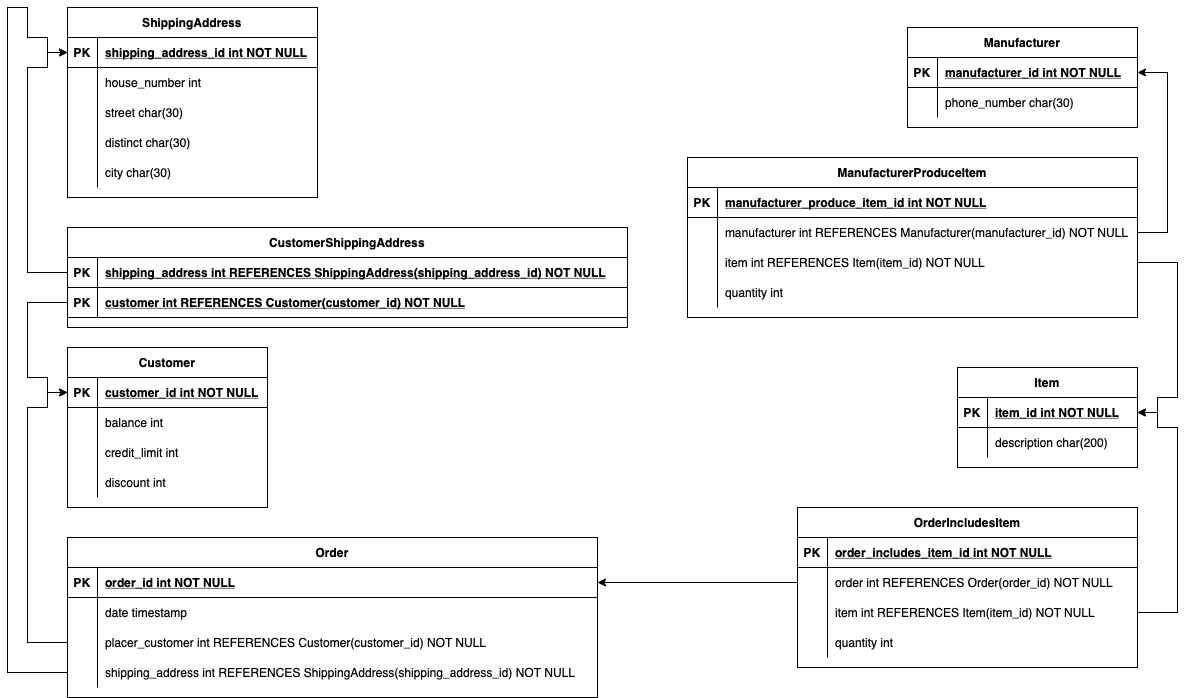 ShippingAddress
PK shipping_address_id int NOT NULL
house_number int
street char(30)
distinct char(30)
city char(30)
Manufacturer
PK manufacturer_id int NOT NULL
phone_number char(30)
ManufacturerProduceItem
PK manufacturer_produce_item_id int NOT NULL
manufacturer int REFERENCES Manufacturer(manufacturer_id) NOT NULL
item int REFERENCES Item(item_id) NOT NULL
quantity int
CustomerShippingAddress
PK shipping_address int REFERENCES ShippingAddress(shipping_address_id) NOT NULL
PK customer int REFERENCES Customer(customer_id) NOT NULL
Customer
PK customer_id int NOT NULL
balance int
credit_limit int
discount int
Item
PK item_id int NOT NULL
description char(200)
Order
PK order_id int NOT NULL
date timestamp
placer_customer int REFERENCES Customer(customer_id) NOT NULL
shipping_address int REFERENCES ShippingAddress(shipping_address_id) NOT NULL
OrderIncludesItem
PK order_includes_item_id int NOT NULL
order int REFERENCES Order(order_id) NOT NULL
item int REFERENCES Item(item_id) NOT NULL
quantity int